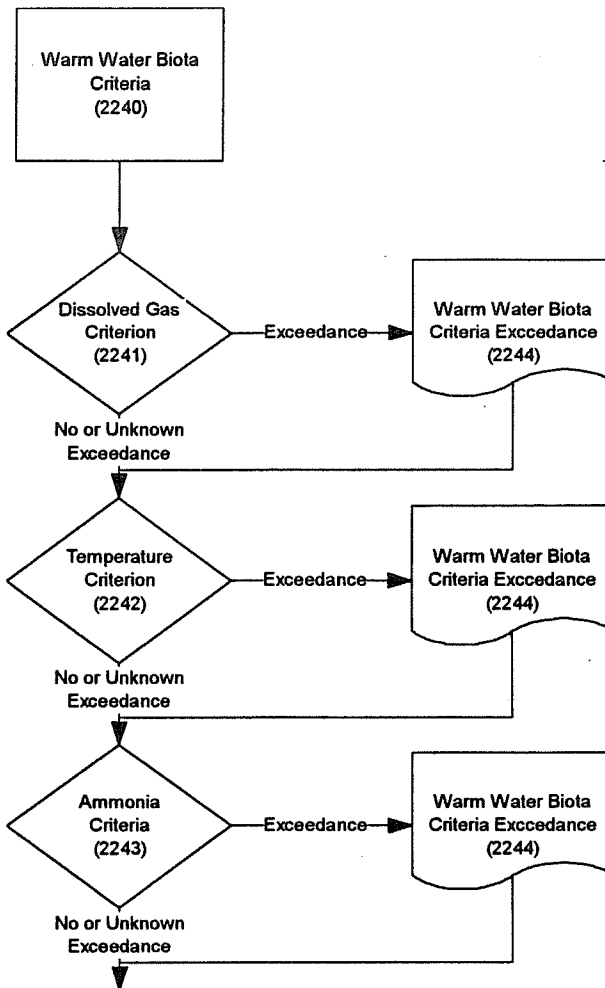 Warm Water Biota
Criteria
(2240)
Dissolved Gas
Criterion
(2241)
Exceedance
Warm Water Biota
Criteria Exccedance
(2244)
No or Unknown
Exceedance
Temperature
Criterion
(2242)
Exceedance
Warm Water Biota
Criteria Exccedance
(2244)
No or Unknown
Exceedance
Ammonia
Criteria
(2243)
Exceedance
Warm Water Biota
Criteria Exccedance
(2244)
No or Unknown
Exceedance